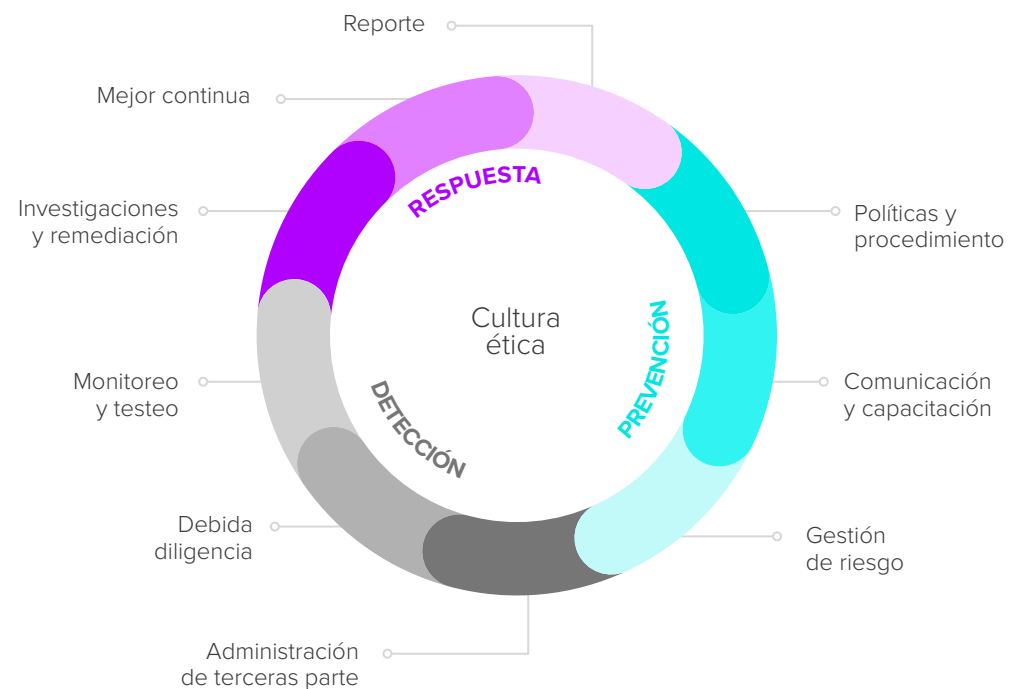 Reporte
Mejor continua
Investigaciones
y remediación
Monitoreo
y testeo
Debida
diligencia
Administración
de terceras parte
Políticas y
procedimiento
Comunicación
y capacitación
Gestión
de riesgo
RESPUESTA
PREVENCIÓN
DETECCIÓN
Cultura
ética